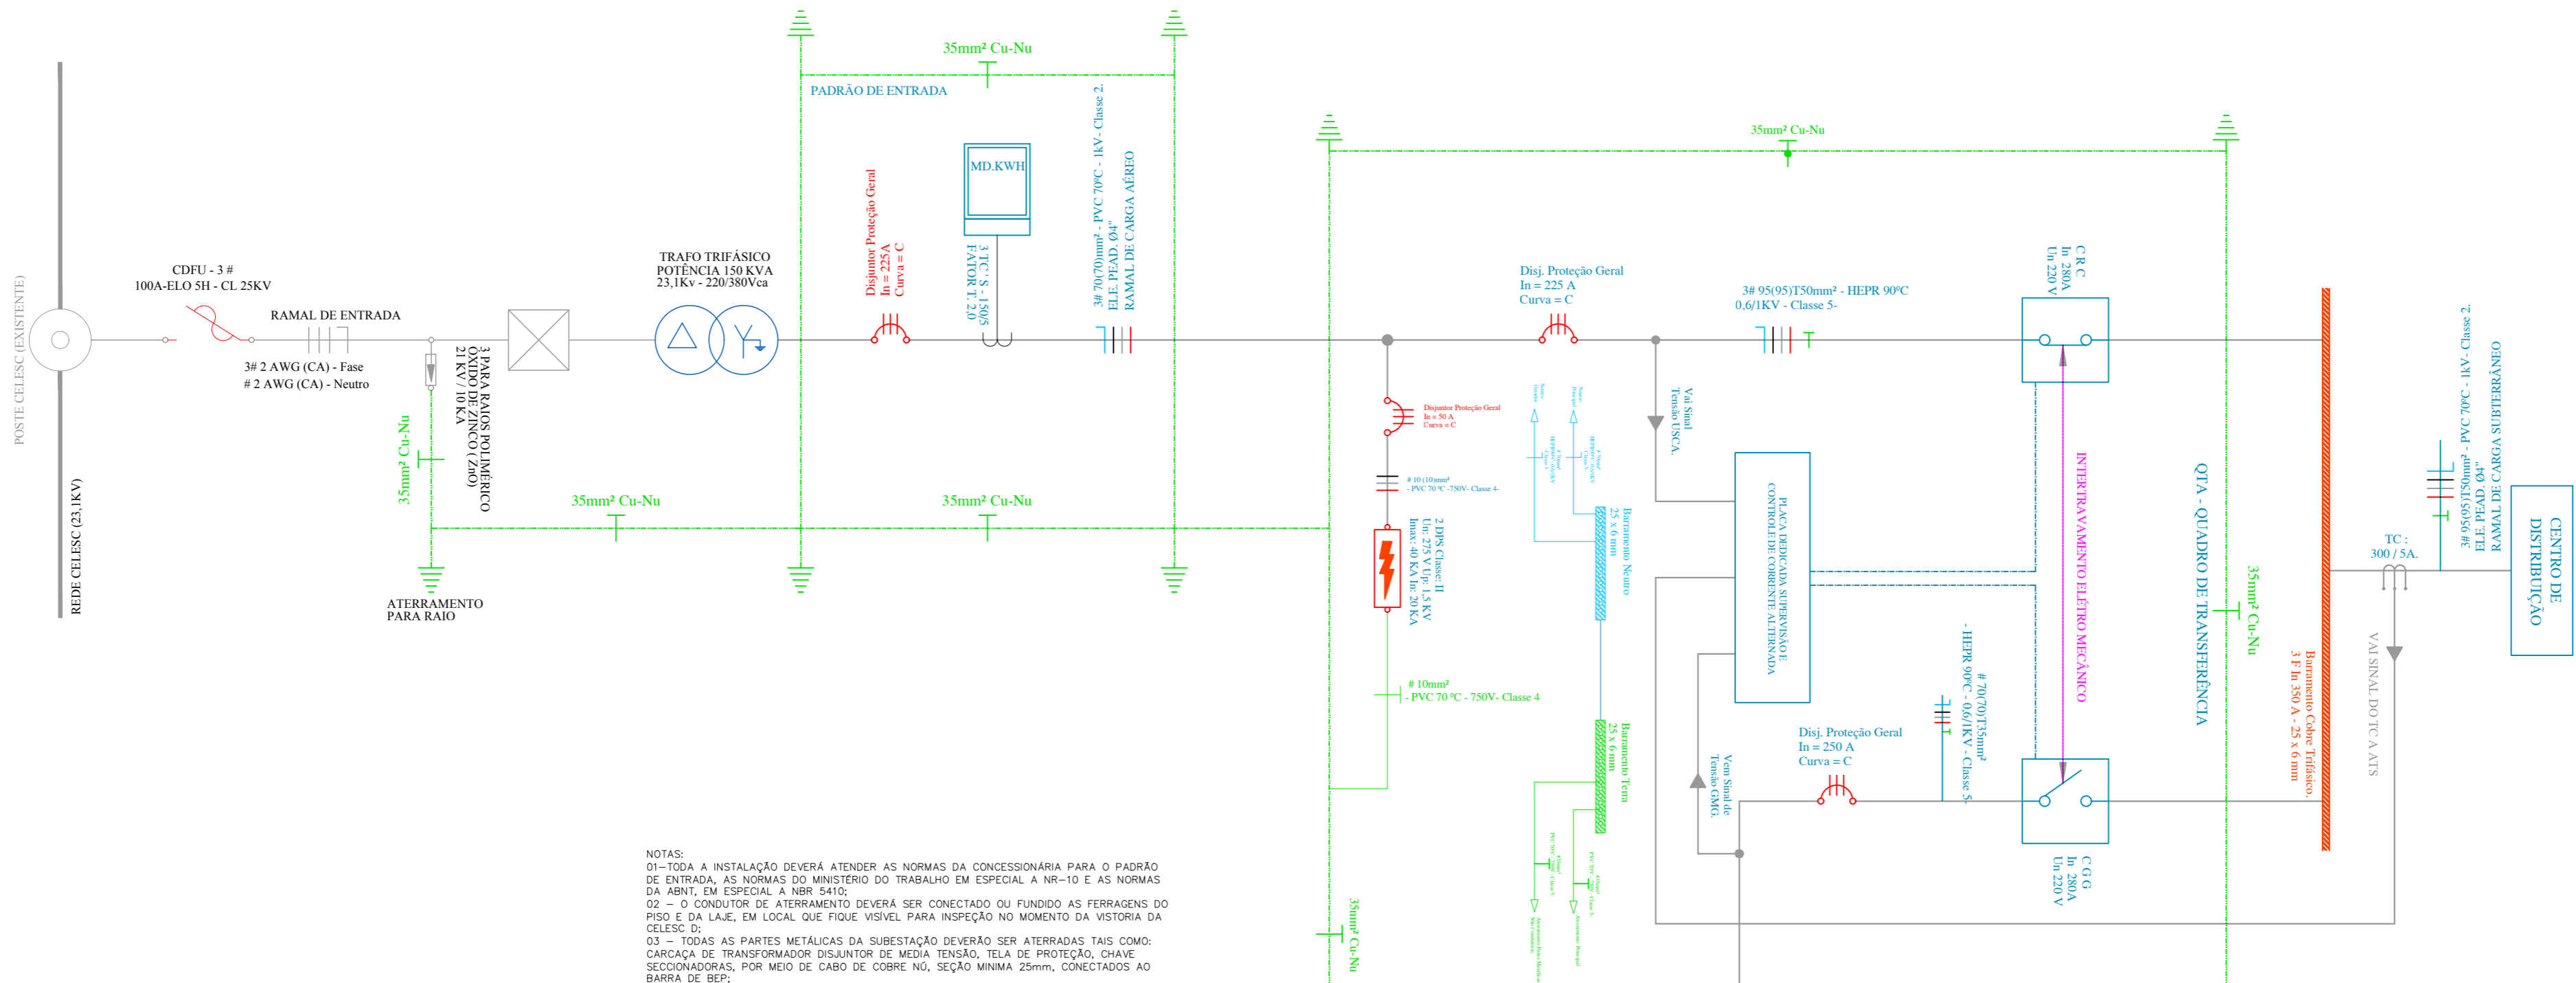 POSTE CELESC (EXISTENTE)
REDE CELESC (23,1KV)
CDFU - 3 #
100A-ELO 5H - CL 25KV
RAMAL DE ENTRADA
3# 2 AWG (CA) - Fase
# 2 AWG (CA) - Neutro
3 PARA RAIOS POLIMÉRICO
ÓXIDO DE ZINCO ( ZnO)
21 KV / 10 KA
35mm² Cu-Nu
ATERRAMENTO
PARA RAIO
35mm² Cu-Nu
35mm² Cu-Nu
TRAFO TRIFÁSICO
POTÊNCIA 150 KVA
23,1Kv - 220/380Vca
35mm² Cu-Nu
PADRÃO DE ENTRADA
Disjuntor Proteção Geral
In = 225A
Curva = C
MD.KWH
3 TC ' S - 150/5
FATOR T. 2,0
3# 70(70)mm² - PVC 70ºC - 1kV- Classe 2.
ELE. PEAD. Ø4"
RAMAL DE CARGA AÉREO
35mm² Cu-Nu
Disj. Proteção Geral
In = 225 A
Curva = C
3# 95(95)T50mm² - HEPR 90ºC
0,6/1KV - Classe 5-
C R C
In 280A
Un 220 V
Disjuntor Proteção Geral
In = 50 A
Curva = C
# 10 (10)mm²
- PVC 70 ºC -750V- Classe 4-
2 DPS Classe: II
Un: 275 V Up: 1,5 KV
Imax: 40 KA In: 20 KA
# 10mm²
- PVC 70 ºC - 750V- Classe 4
Barramento Neutro
25 x 6 mm
Barramento Terra
25 x 6 mm
Vai Sinal
Tensão USCA.
PLACA DEDICADA SUPERVISÃO E
CONTROLE DE CORRENTE ALTERNADA
Vem Sinal de
Tensão GMG.
Disj. Proteção Geral
In = 250 A
Curva = C
# 70(70)T35mm²
- HEPR 90ºC - 0,6/1KV - Classe 5-
INTERTRAVAMENTO ELÉTRO MECÂNICO
C G G
In 280A
Un 220 V
QTA - QUADRO DE TRANSFERÊNCIA
35mm² Cu-Nu
Barramento Cobre Trifásico.
3 F In 350 A - 25 x 6 mm
TC :
300 / 5A.
VAI SINAL DO TC A ATS
3# 95(95)T50mm² - PVC 70ºC - 1kV- Classe 2.
ELE. PEAD. Ø4"
RAMAL DE CARGA SUBTERRÂNEO
CENTRO DE
DISTRIBUIÇÃO
35mm² Cu-Nu
NOTAS:
01-TODA A INSTALAÇÃO DEVERÁ ATENDER AS NORMAS DA CONCESSIONÁRIA PARA O PADRÃO
DE ENTRADA, AS NORMAS DO MINISTÉRIO DO TRABALHO EM ESPECIAL A NR-10 E AS NORMAS
DA ABNT, EM ESPECIAL A NBR 5410;
02 - O CONDUTOR DE ATERRAMENTO DEVERÁ SER CONECTADO OU FUNDIDO AS FERRAGENS DO
PISO E DA LAJE, EM LOCAL QUE FIQUE VISÍVEL PARA INSPEÇÃO NO MOMENTO DA VISTORIA DA
CELESC D;
03 - TODAS AS PARTES METÁLICAS DA SUBESTAÇÃO DEVERÃO SER ATERRADAS TAIS COMO:
CARCAÇA DE TRANSFORMADOR DISJUNTOR DE MEDIA TENSÃO, TELA DE PROTEÇÃO, CHAVE
SECCIONADORAS, POR MEIO DE CABO DE COBRE NÚ, SEÇÃO MINIMA 25mm, CONECTADOS AO
BARRA DE BEP;